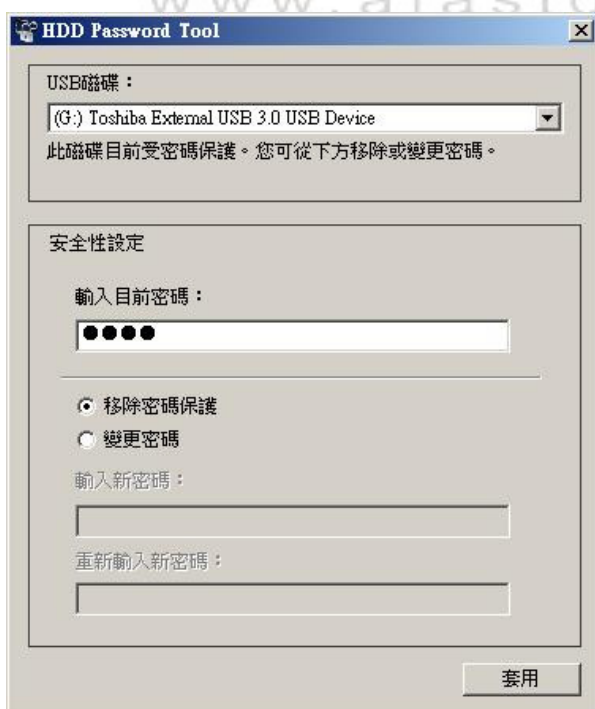 HDD Password Tool
USB磁碟：
(G:) Toshiba External USB 3.0 USB Device
此磁碟目前受密碼保護。您可從下方移除或變更密碼。
安全性設定
輸入目前密碼：
●●●●
移除密碼保護
變更密碼
輸入新密碼：
重新輸入新密碼：
套用